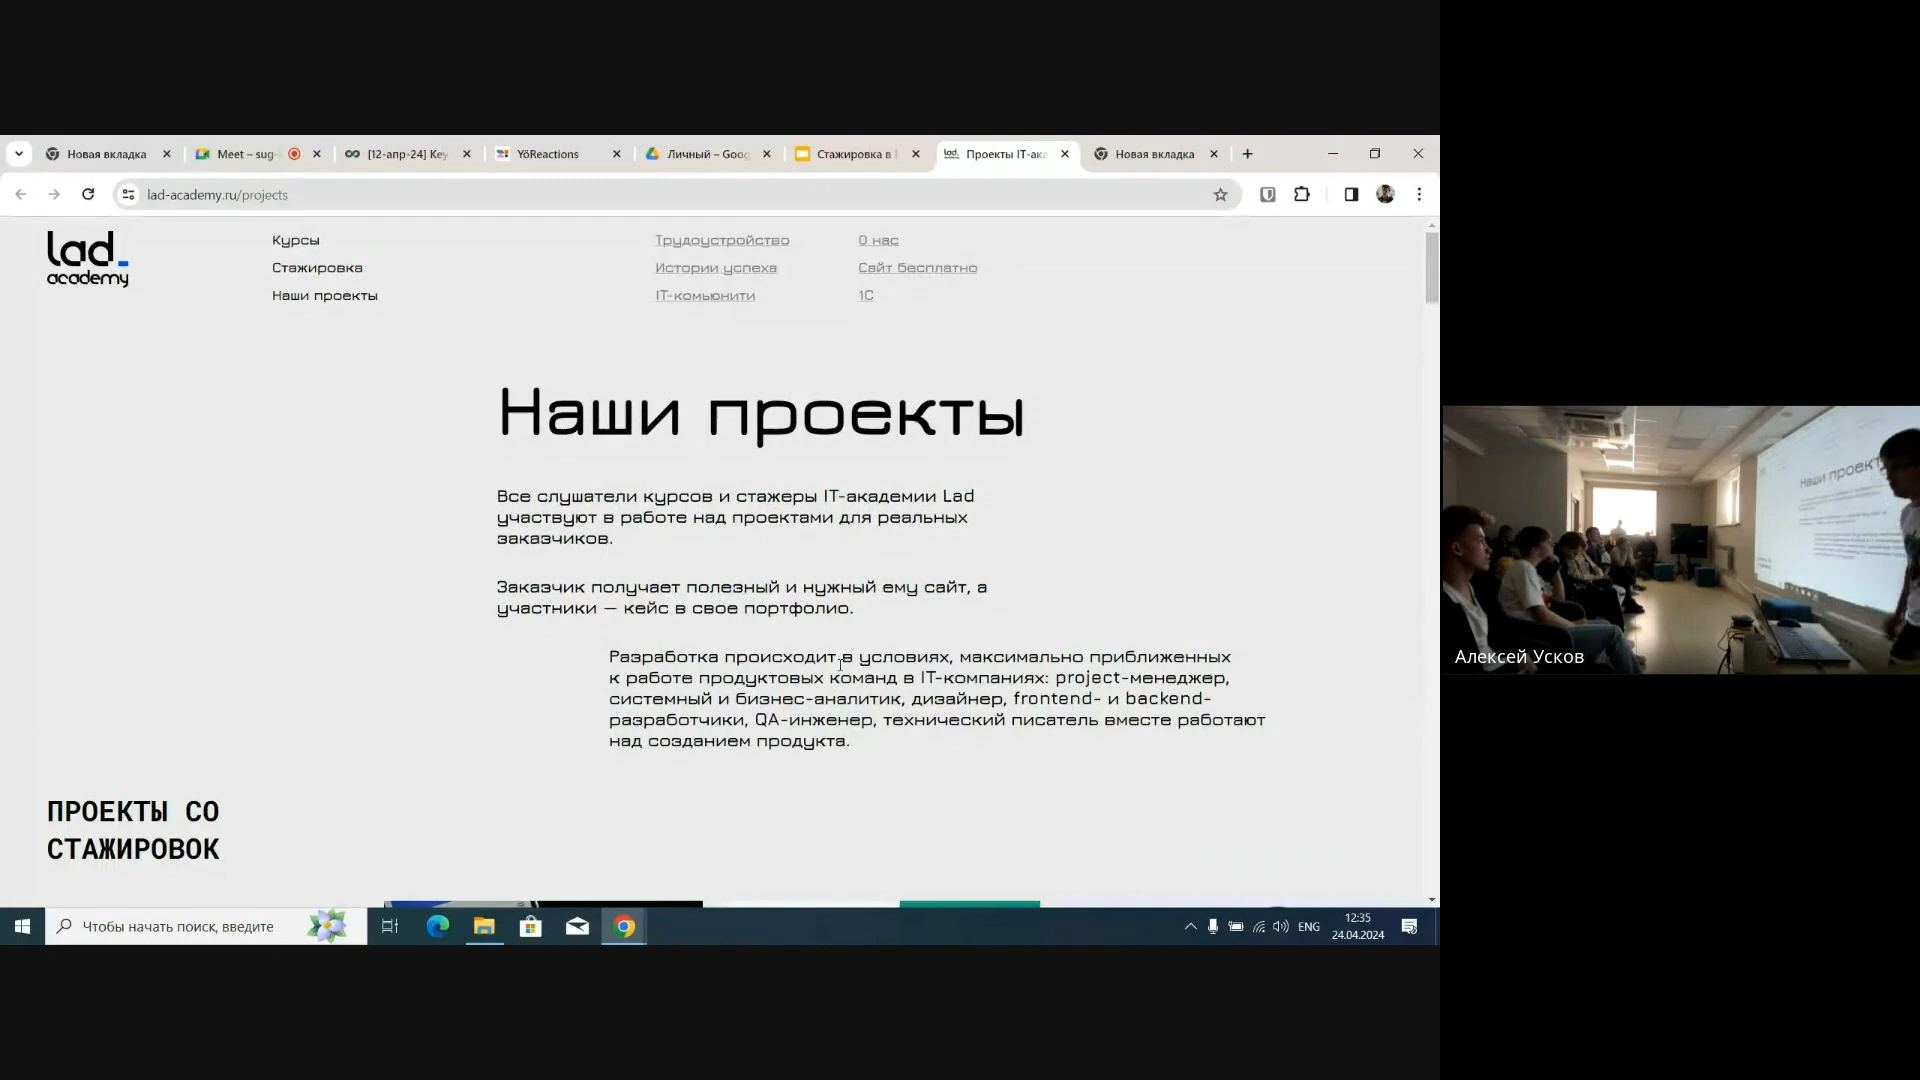 Новая вкладка
Meet – sug
[12-апр-24] Key
YöReactions
Личный – Goog
Стажировка в
Проекты IT-ака
Новая вкладка
lad-academy.ru/projects
lad_
academy
Курсы
Стажировка
Наши проекты
Трудоустройство
Истории успеха
IT-комьюнити
О нас
Сайт бесплатно
1С
Наши проекты
Все слушатели курсов и стажеры IT-академии Lad
участвуют в работе над проектами для реальных
заказчиков.
Заказчик получает полезный и нужный ему сайт, а
участники — кейс в свое портфолио.
Разработка происходит в условиях, максимально приближенных
к работе продуктовых команд в IT-компаниях: project-менеджер,
системный и бизнес-аналитик, дизайнер, frontend- и backend-
разработчики, QA-инженер, технический писатель вместе работают
над созданием продукта.
ПРОЕКТЫ СО
СТАЖИРОВОК
Чтобы начать поиск, введите
ENG
12:35
24.04.2024
Наши проект
Алексей Усков